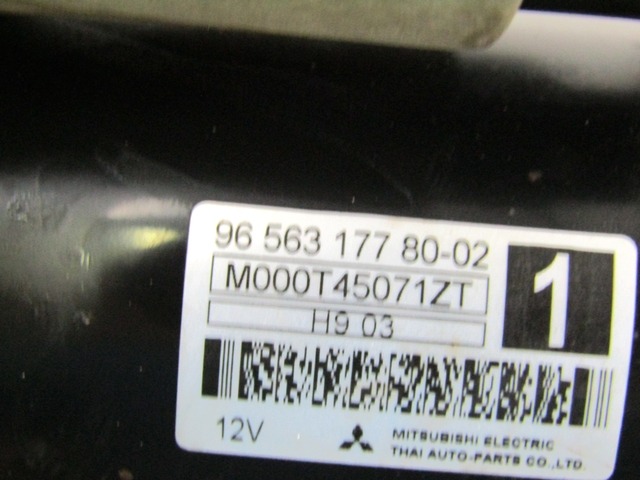 96 563 177 80-02
M000T45071ZT
H9 03
1
12V
MITSUBISHI ELECTRIC
THAI AUTO-PARTS CO.,LTD.